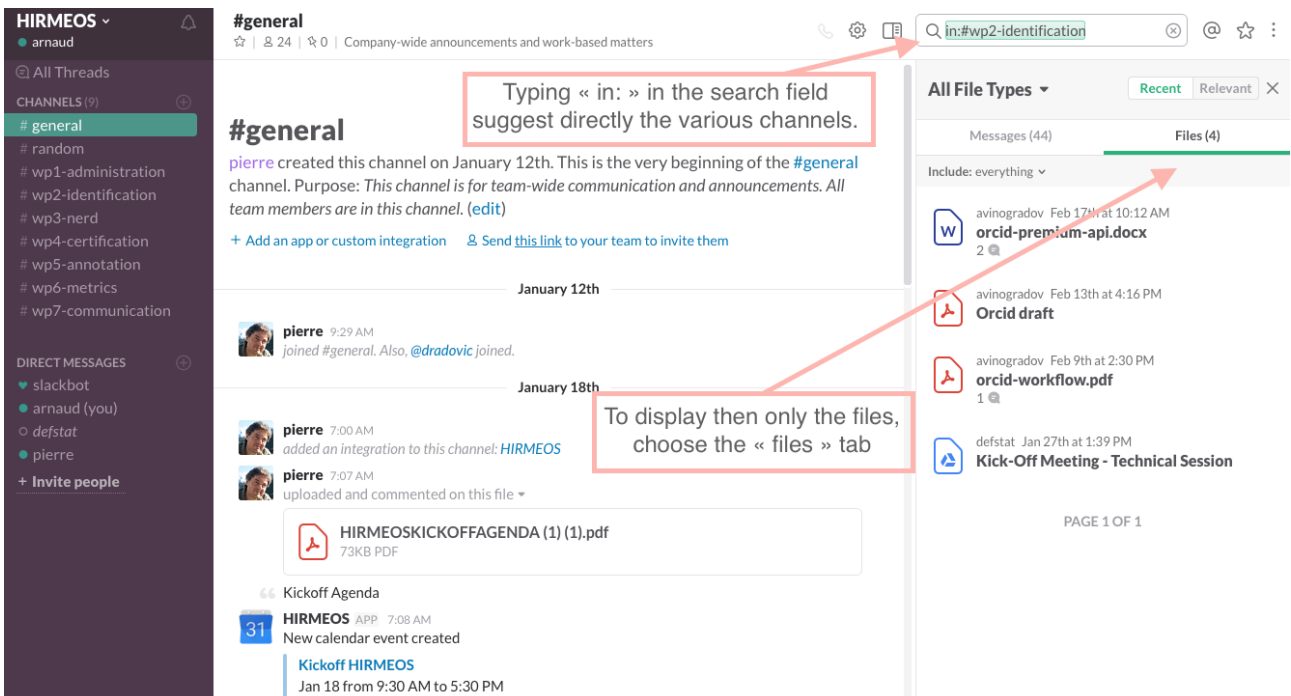 HIRMEOS
arnaud
All Threads
CHANNELS (9)
# general
# random
# wp1-administration
# wp2-identification
# wp3-nerd
# wp4-certification
# wp5-annotation
# wp6-metrics
# wp7-communication
DIRECT MESSAGES
slackbot
arnaud (you)
defstat
pierre
+ Invite people
#general
24 | 0 | Company-wide announcements and work-based matters
in:#wp2-identification
Typing « in: » in the search field
suggest directly the various channels.
#general
pierre created this channel on January 12th. This is the very beginning of the #general
channel. Purpose: This channel is for team-wide communication and announcements. All
team members are in this channel. (edit)
+ Add an app or custom integration Send this link to your team to invite them
January 12th
pierre 9:29 AM
joined #general. Also, @dradovic joined.
January 18th
pierre 7:00 AM
added an integration to this channel: HIRMEOS
pierre 7:07 AM
uploaded and commented on this file
HIRMEOSKICKOFFAGENDA (1) (1).pdf
73KB PDF
Kickoff Agenda
31
HIRMEOS APP 7:08 AM
New calendar event created
Kickoff HIRMEOS
Jan 18 from 9:30 AM to 5:30 PM
To display then only the files,
choose the « files » tab
All File Types
Recent Relevant
Messages (44) Files (4)
Include: everything
W
avinogradov Feb 17th at 10:12 AM
orcid-premium-api.docx
2
avinogradov Feb 13th at 4:16 PM
Orcid draft
avinogradov Feb 9th at 2:30 PM
orcid-workflow.pdf
1
defstat Jan 27th at 1:39 PM
Kick-Off Meeting - Technical Session
PAGE 1 OF 1